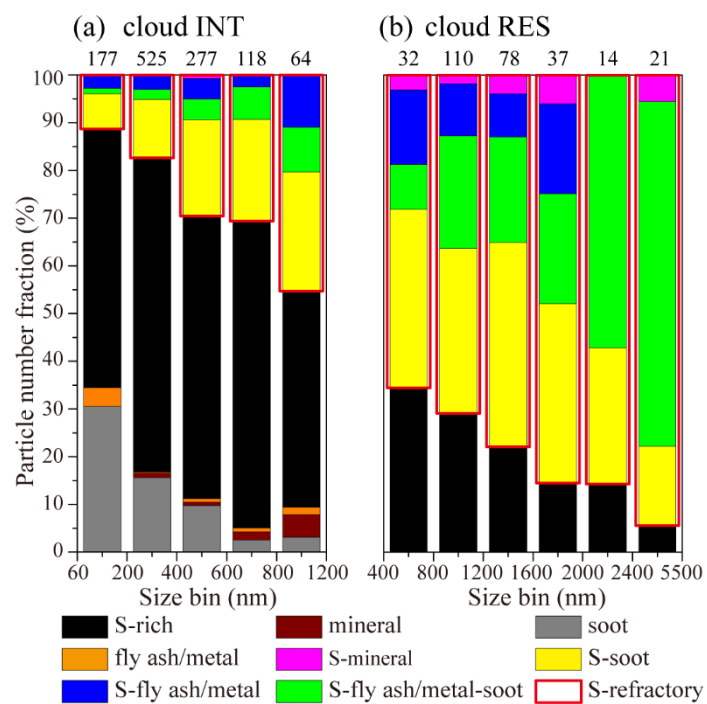 (a) cloud INT
(b) cloud RES
177 525 277 118 64
32 110 78 37 14 21
Particle number fraction (%)
100
90
80
70
60
50
40
30
20
10
0
60 200 400 600 800 1200
400 800 1200 1600 2000 2400 5500
Size bin (nm)
Size bin (nm)
S-rich
mineral
soot
fly ash/metal
S-mineral
S-soot
S-fly ash/metal
S-fly ash/metal-soot
S-refractory